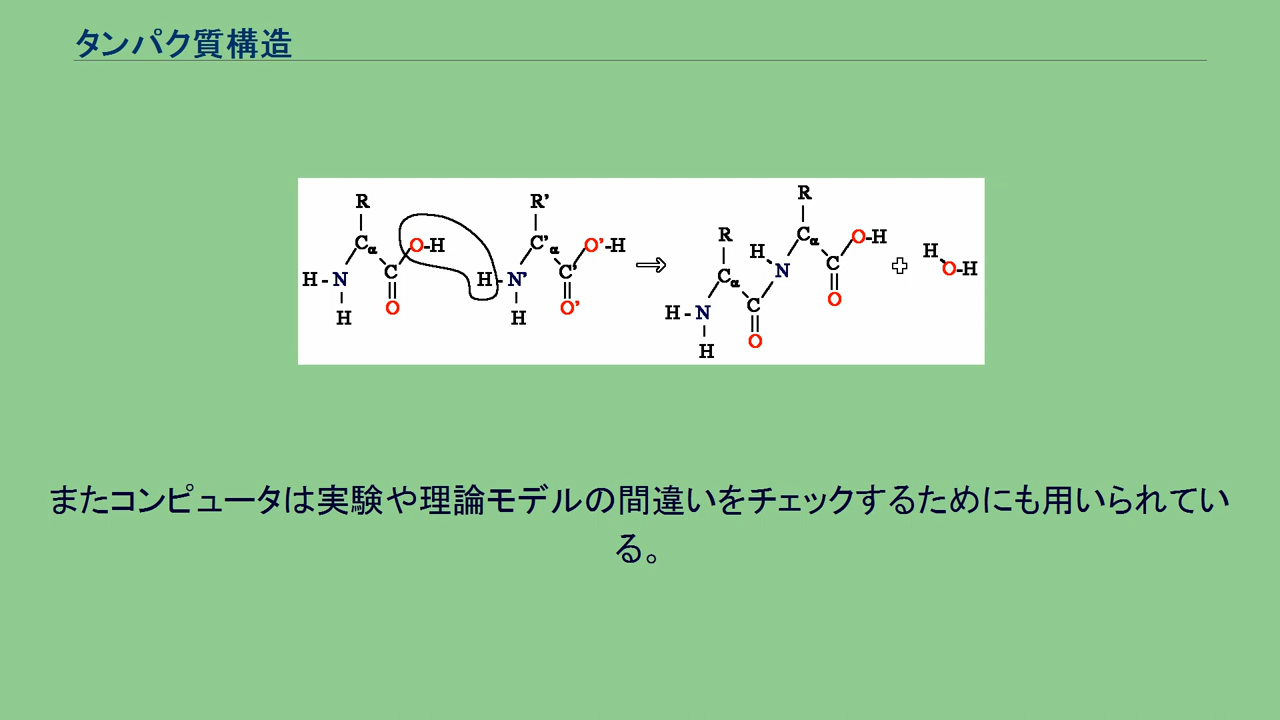 タンパク質構造
R R' R
R
O-H O'-H H O-H H
Cα C'α Cα
H-N C H-N' C' Cα N C O-H
H O H O' H-N C O
H O
またコンピュータは実験や理論モデルの間違いをチェックするためにも用いられてい
る。